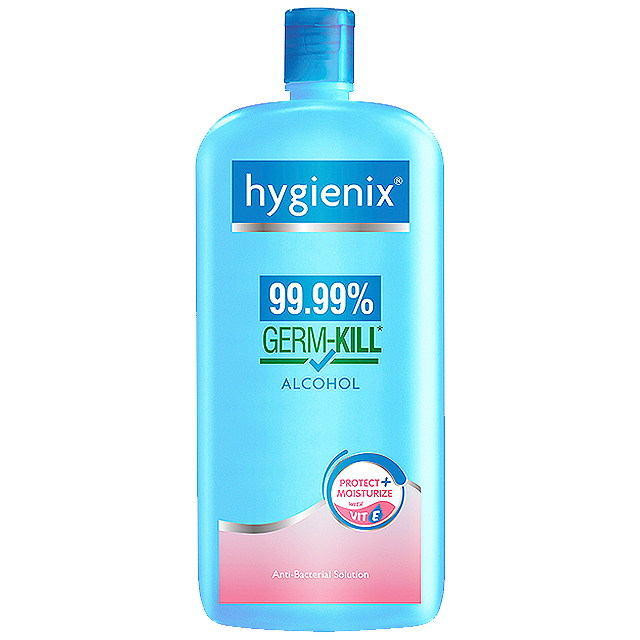 hygienix®
99.99%
GERM-KILL*
ALCOHOL
PROTECT +
MOISTURIZE
WITH
VIT E
Anti-Bacterial Solution